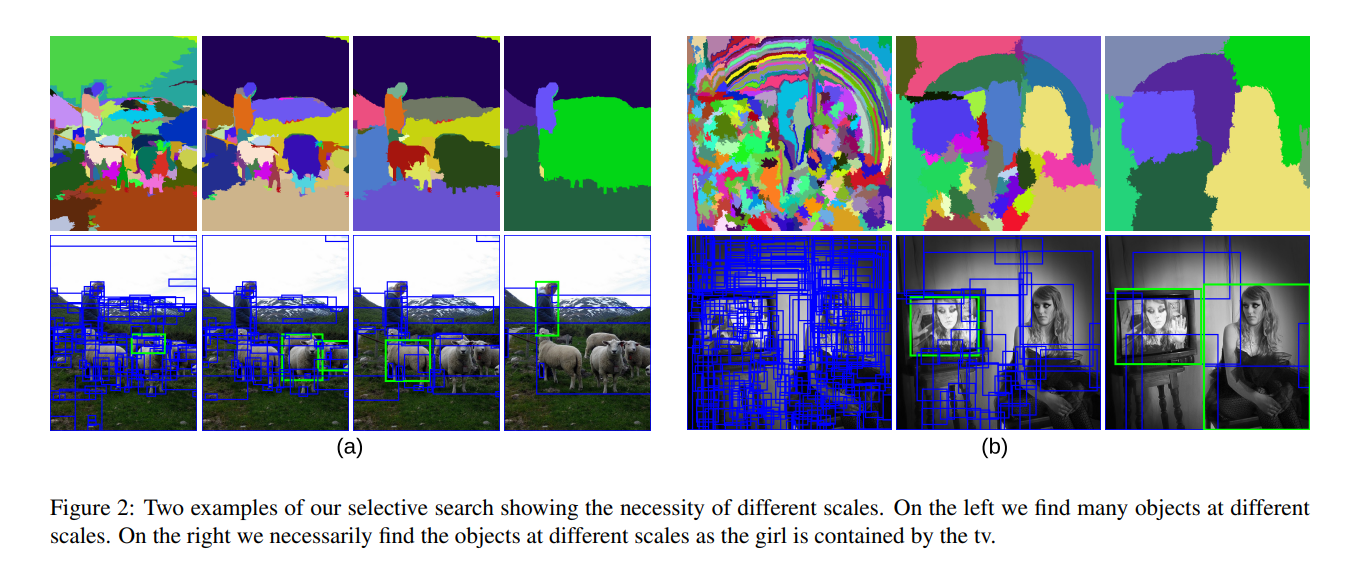 (a)
(b)
Figure 2: Two examples of our selective search showing the necessity of different scales. On the left we find many objects at different
scales. On the right we necessarily find the objects at different scales as the girl is contained by the tv.